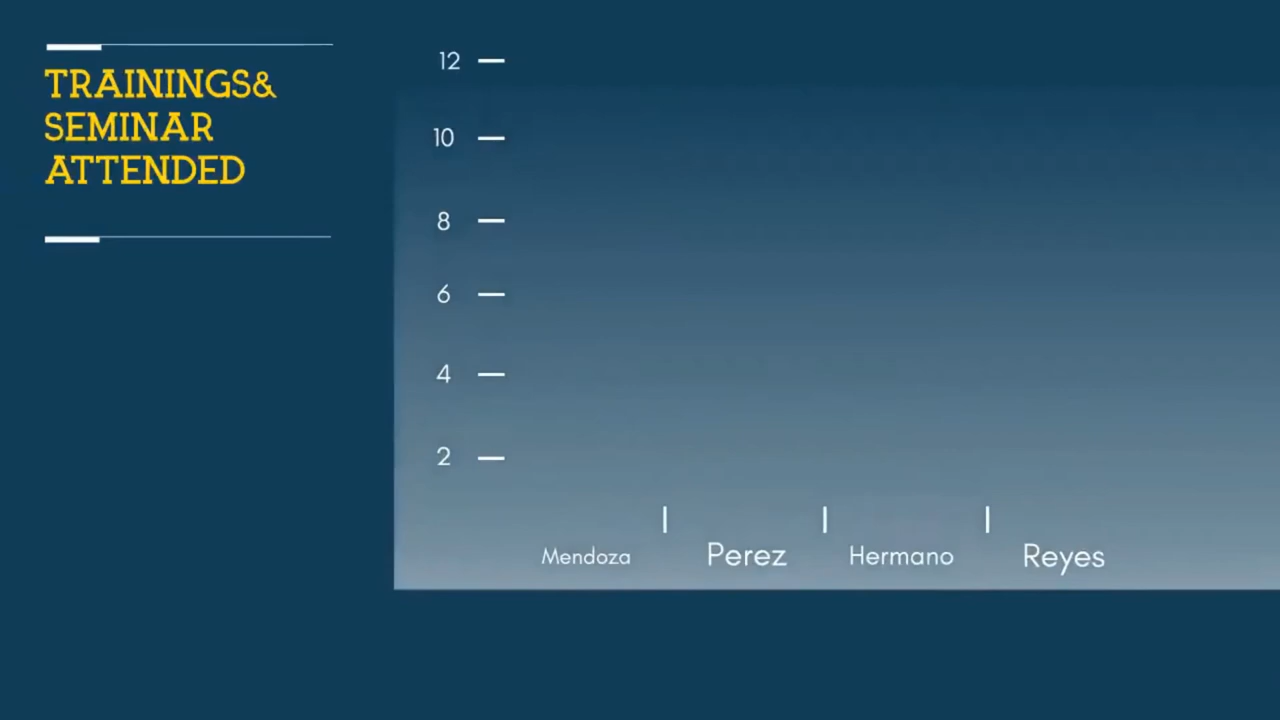 TRAININGS&
SEMINAR
ATTENDED
12
10
8
6
4
2
Mendoza Perez Hermano Reyes